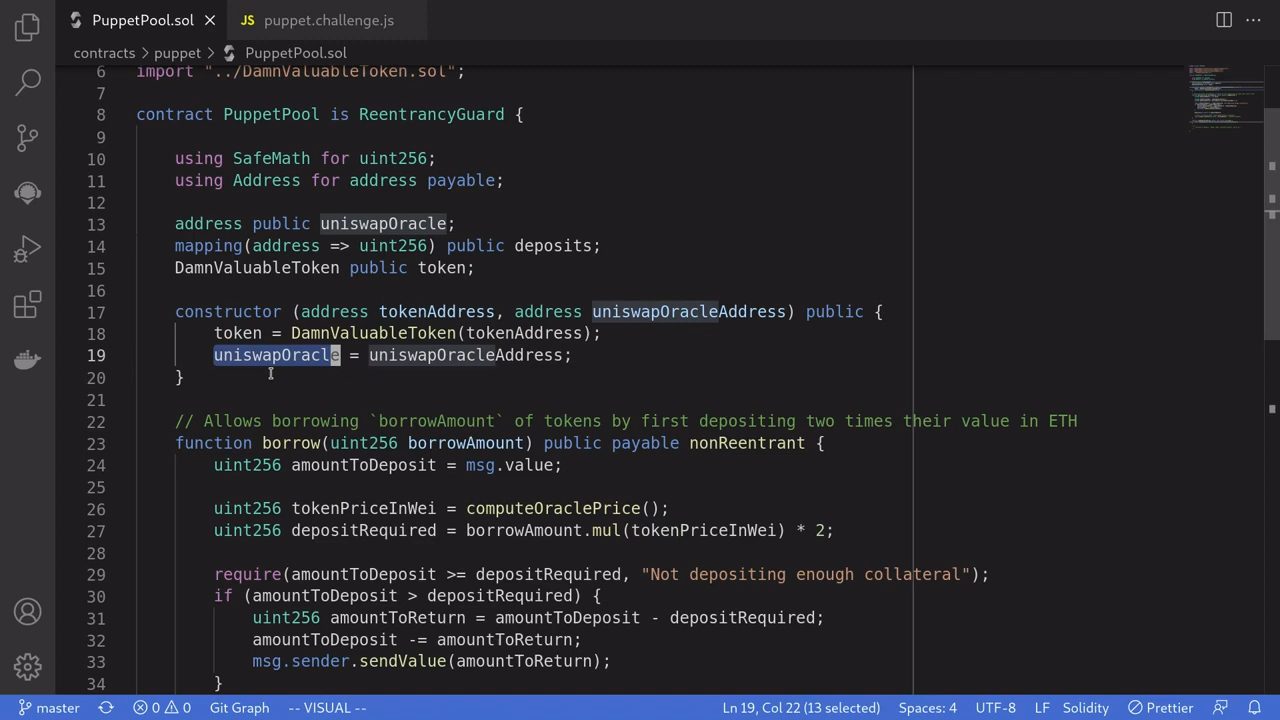 PuppetPool.sol
JS puppet.challenge.js
contracts > puppet > PuppetPool.sol
6 import "../DamnValuableToken.sol";
7
8 contract PuppetPool is ReentrancyGuard {
9
10 using SafeMath for uint256;
11 using Address for address payable;
12
13 address public uniswapOracle;
14 mapping(address => uint256) public deposits;
15 DamnValuableToken public token;
16
17 constructor (address tokenAddress, address uniswapOracleAddress) public {
18 token = DamnValuableToken(tokenAddress);
19 uniswapOracle = uniswapOracleAddress;
20 }
21
22 // Allows borrowing `borrowAmount` of tokens by first depositing two times their value in ETH
23 function borrow(uint256 borrowAmount) public payable nonReentrant {
24 uint256 amountToDeposit = msg.value;
25
26 uint256 tokenPriceInWei = computeOraclePrice();
27 uint256 depositRequired = borrowAmount.mul(tokenPriceInWei) * 2;
28
29 require(amountToDeposit >= depositRequired, "Not depositing enough collateral");
30 if (amountToDeposit > depositRequired) {
31 uint256 amountToReturn = amountToDeposit - depositRequired;
32 amountToDeposit -= amountToReturn;
33 msg.sender.sendValue(amountToReturn);
34 }
master 0 0 Git Graph -- VISUAL -- Ln 19, Col 22 (13 selected) Spaces: 4 UTF-8 LF Solidity Prettier